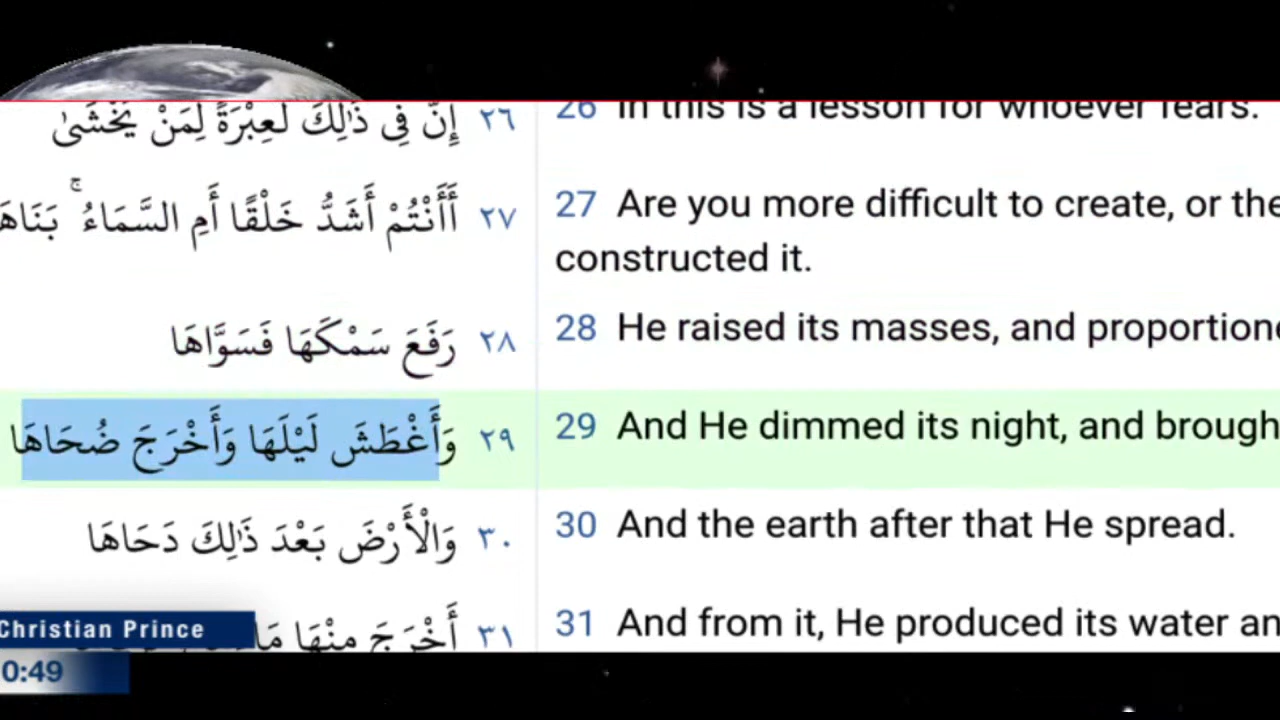 إِنَّ فِي ذَٰلِكَ لَعِبْرَةً لِمَنْ يَخْشَىٰ ٢٦
26 In this is a lesson for whoever fears.
أَأَنْتُمْ أَشَدُّ خَلْقًا أَمِ السَّمَاءُ ۚ بَنَاهَا ٢٧
27 Are you more difficult to create, or the
constructed it.
رَفَعَ سَمْكَهَا فَسَوَّاهَا ٢٨
28 He raised its masses, and proportion
وَأَغْطَشَ لَيْلَهَا وَأَخْرَجَ ضُحَاهَا ٢٩
29 And He dimmed its night, and brough
وَالْأَرْضَ بَعْدَ ذَٰلِكَ دَحَاهَا ٣٠
30 And the earth after that He spread.
أَخْرَجَ مِنْهَا ٣١
31 And from it, He produced its water an
Christian Prince
0:49